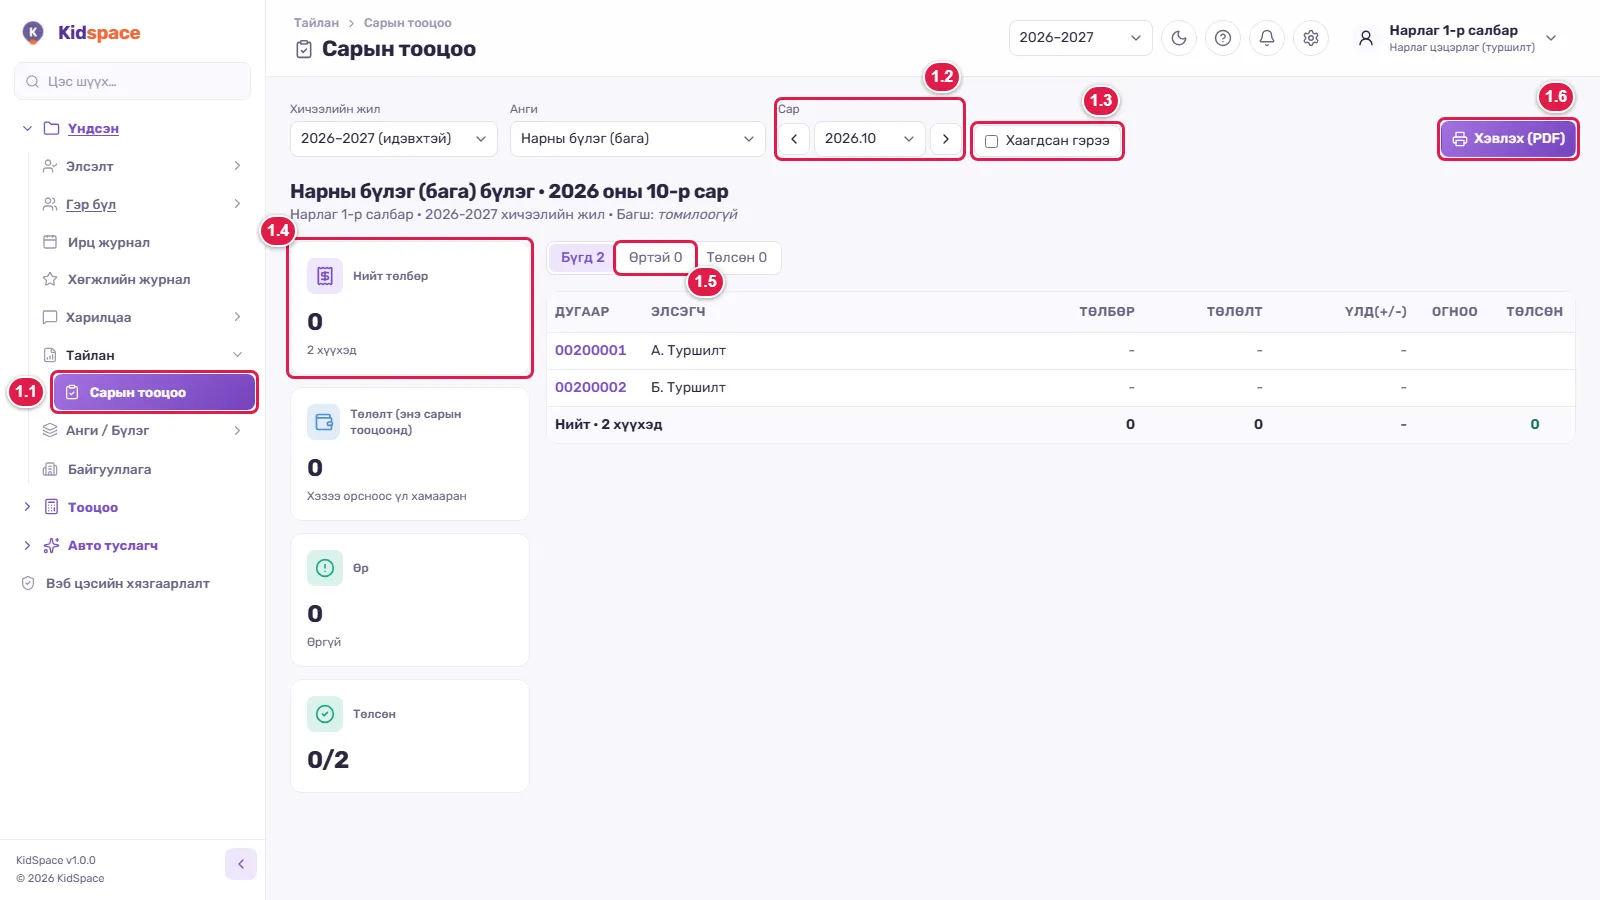 Kidspace
Цэс шүүх...
Үндсэн
Элсэлт
Гэр бүл
Ирц журнал
Хөгжлийн журнал
Харилцаа
Тайлан
1.1
Сарын тооцоо
Анги / Бүлэг
Байгууллага
Тооцоо
Авто туслагч
Вэб цэсийн хязгаарлалт
KidSpace v1.0.0
© 2026 KidSpace
Тайлан > Сарын тооцоо
Сарын тооцоо
2026–2027
Нарлаг 1-р салбар
Нарлаг цэцэрлэг (туршилт)
1.2
1.3
1.6
Хичээлийн жил
2026–2027 (идэвхтэй)
Анги
Нарны бүлэг (бага)
Сар
2026.10
Хаагдсан гэрээ
Хэвлэх (PDF)
Нарны бүлэг (бага) бүлэг • 2026 оны 10-р сар
Нарлаг 1-р салбар • 2026-2027 хичээлийн жил • Багш: томилоогүй
1.4
Нийт төлбөр
0
2 хүүхэд
Төлөлт (энэ сарын тооцоонд)
0
Хэзээ орсноос үл хамааран
Өр
0
Өргүй
Төлсөн
0/2
Бүгд 2
Өртэй 0
Төлсөн 0
1.5
ДУГААР ЭЛСЭГЧ ТӨЛБӨР ТӨЛӨЛТ ҮЛД(+/-) ОГНОО ТӨЛСӨН
00200001 А. Туршилт - - -
00200002 Б. Туршилт - - -
Нийт • 2 хүүхэд 0 0 - 0